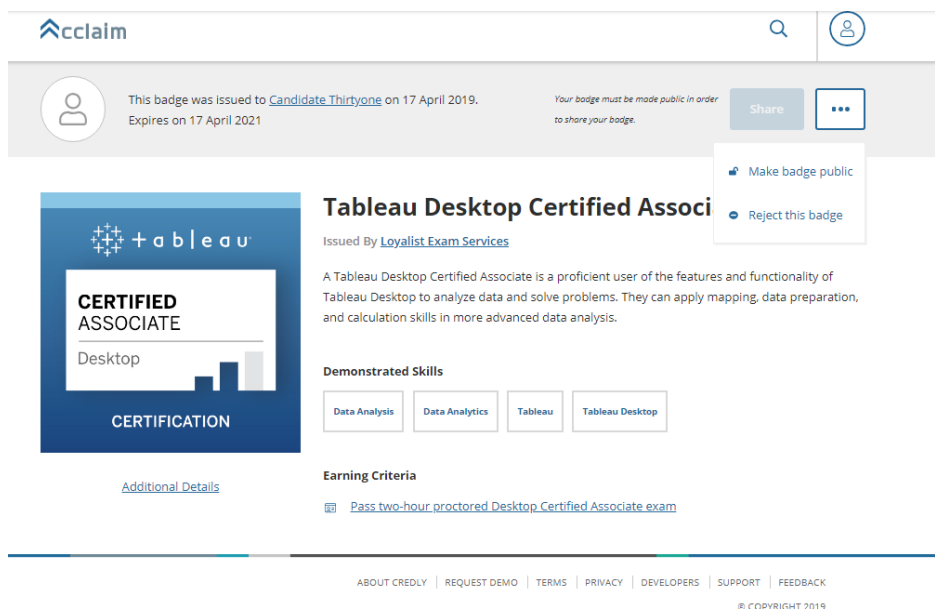 Acclaim
This badge was issued to Candidate Thirtyone on 17 April 2019.
Expires on 17 April 2021
Your badge must be made public in order
to share your badge.
Share
Make badge public
Reject this badge
+ a b l e a u
CERTIFIED
ASSOCIATE
Desktop
CERTIFICATION
Additional Details
Tableau Desktop Certified Associ
Issued By Loyalist Exam Services
A Tableau Desktop Certified Associate is a proficient user of the features and functionality of
Tableau Desktop to analyze data and solve problems. They can apply mapping, data preparation,
and calculation skills in more advanced data analysis.
Demonstrated Skills
Data Analysis
Data Analytics
Tableau
Tableau Desktop
Earning Criteria
Pass two-hour proctored Desktop Certified Associate exam
ABOUT CREDLY | REQUEST DEMO | TERMS | PRIVACY | DEVELOPERS | SUPPORT | FEEDBACK
© COPYRIGHT 2019